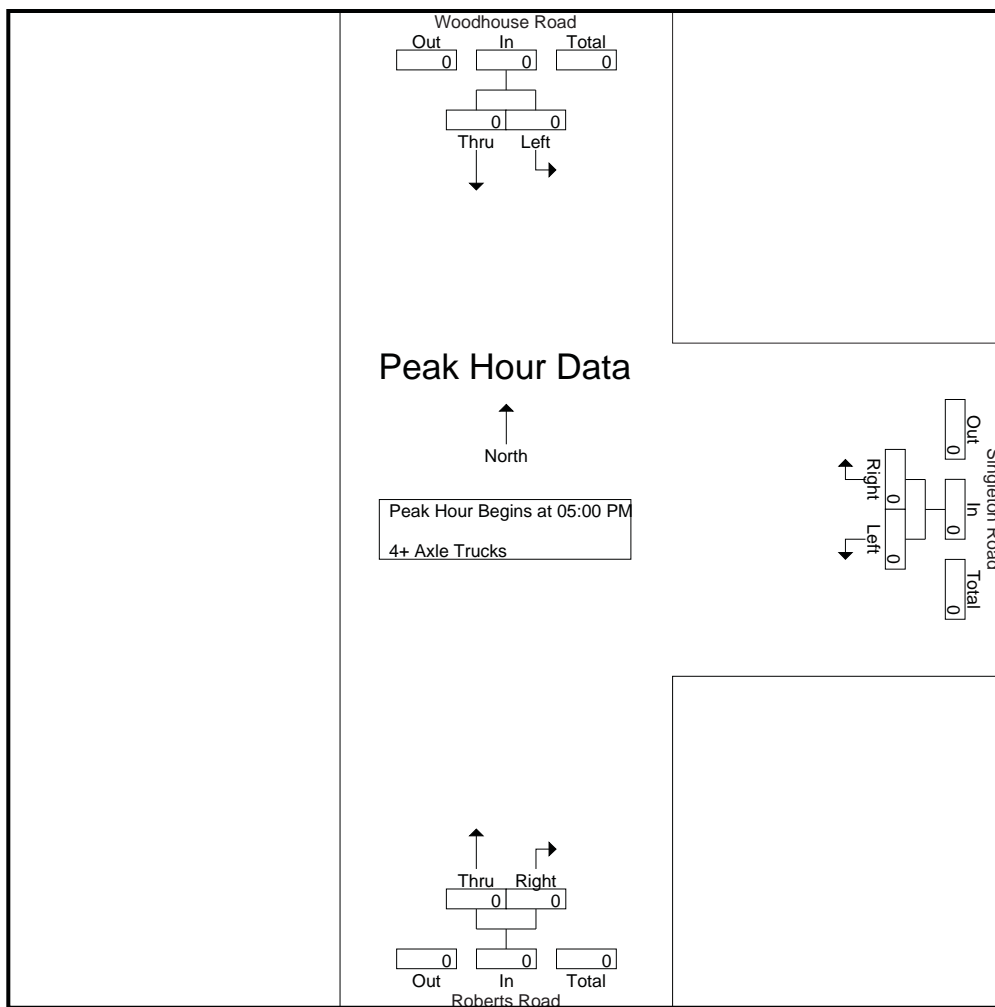 Woodhouse Road
Out In Total
0 0 0
0 0
Thru Left
Peak Hour Data
North
Peak Hour Begins at 05:00 PM
4+ Axle Trucks
Right Left
0 0
Out In Total
0 0 0
Singleton Road
Thru Right
0 0
0 0 0
Out In Total
Roberts Road